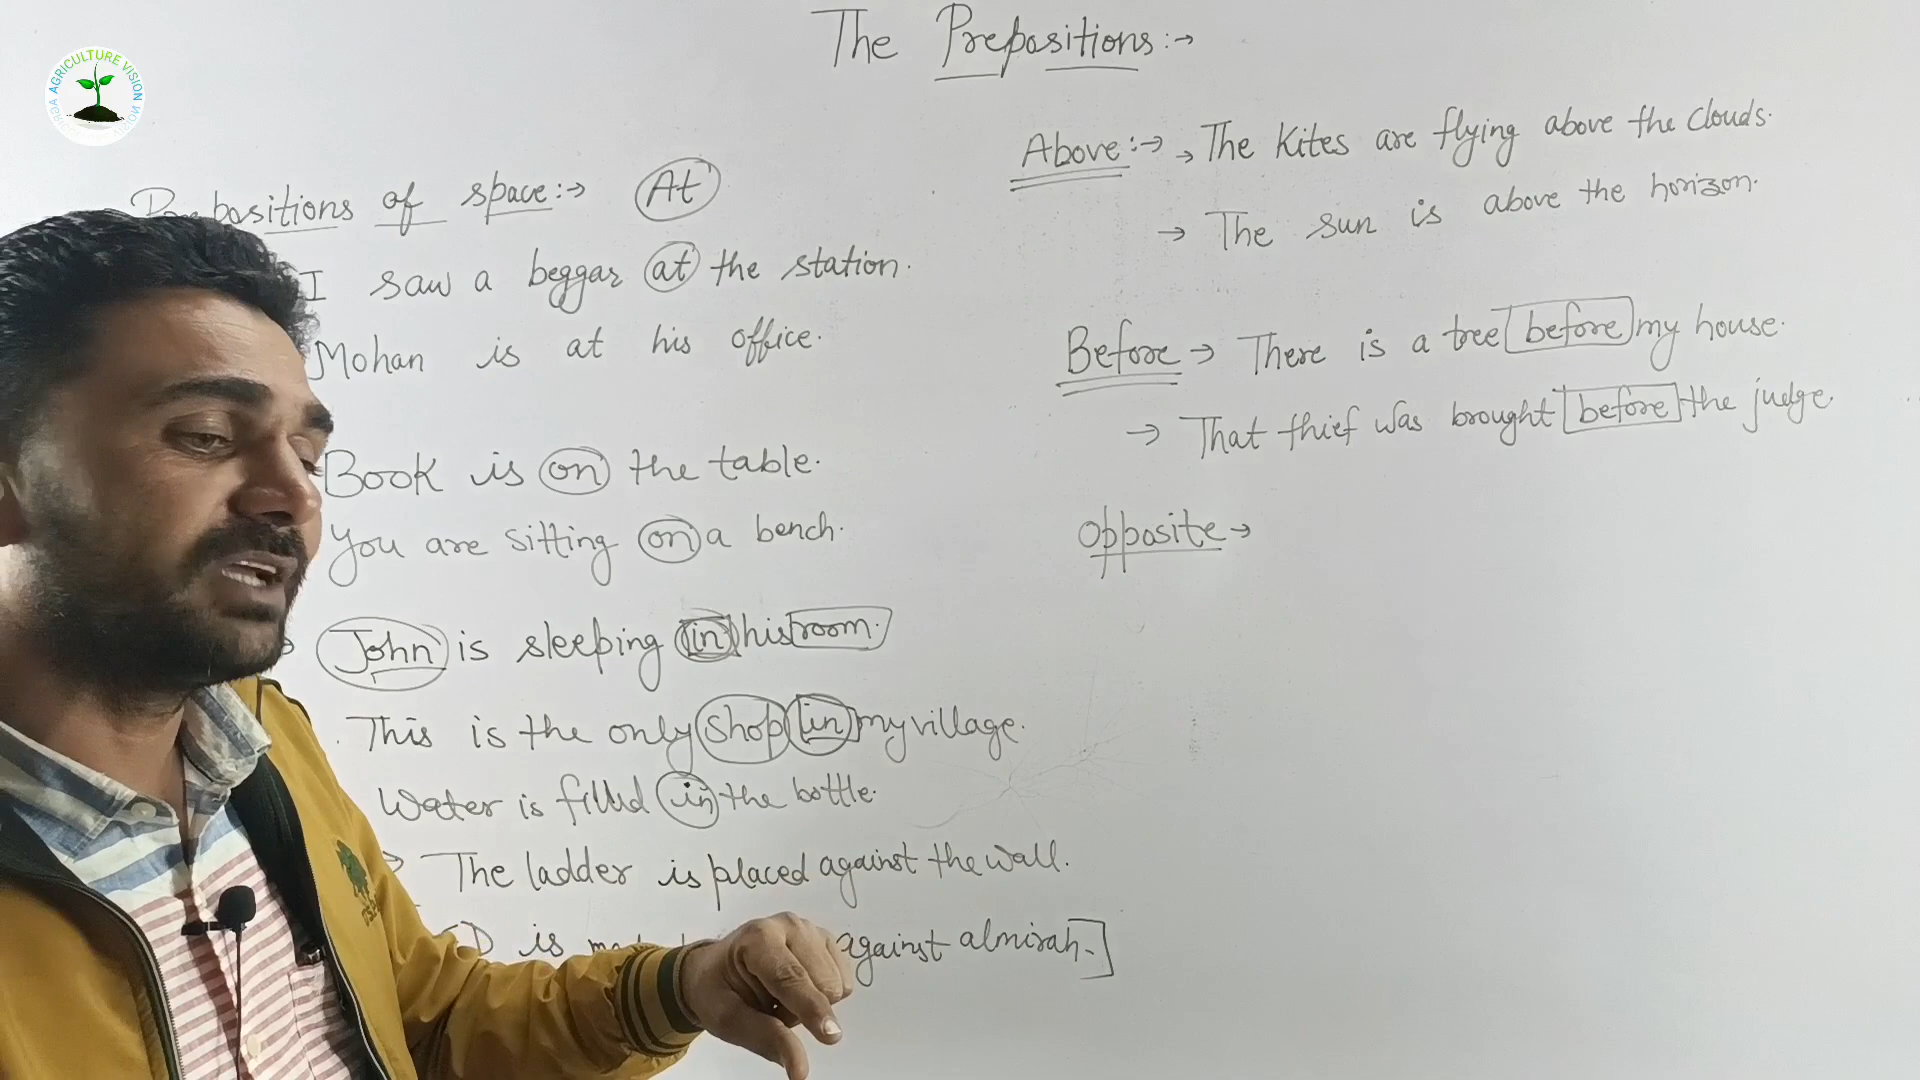 AGRICULTURE VISION
The Prepositions:→
Prepositions of space:→ At
I saw a beggar at the station.
Mohan is at his office.
Book is on the table.
You are sitting on a bench.
John is sleeping in his room.
This is the only shop in my village.
Water is filled in the bottle.
→ The ladder is placed against the wall.
is against almirah.
Above:→ → The Kites are flying above the clouds.
→ The sun is above the horizon.
Before → There is a tree before my house.
→ That thief was brought before the judge.
Opposite →